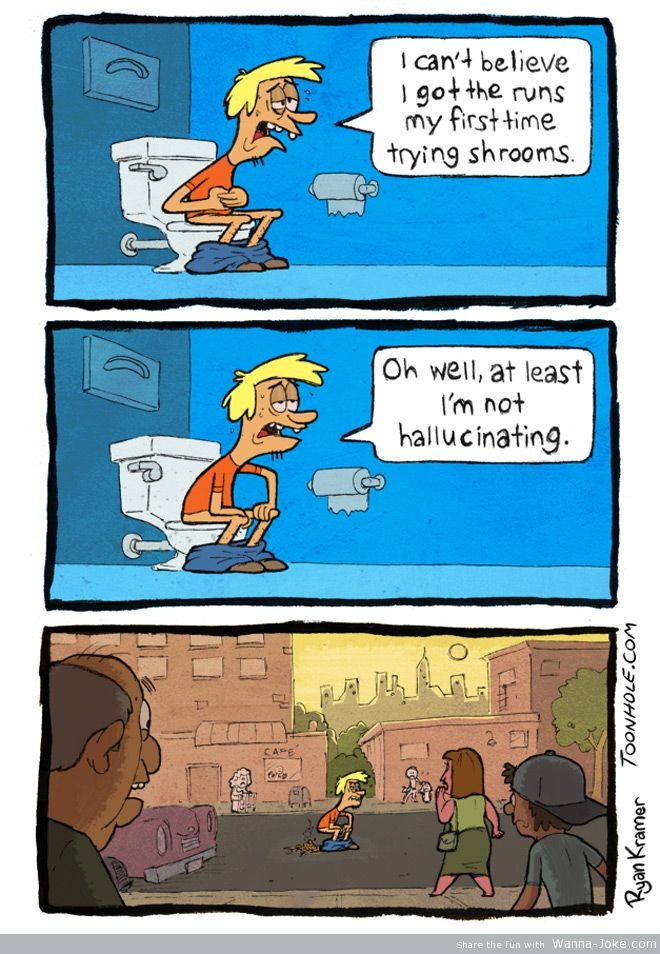 I can't believe
I got the runs
my first time
trying shrooms.
Oh well, at least
I'm not
hallucinating.
CAFE
Ryan Kramer TOONHOLE.COM
Share the fun with Wanna-Joke.com